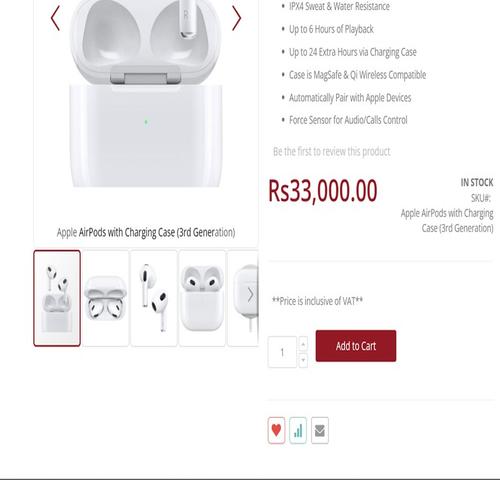 IPX4 Sweat & Water Resistance
Up to 6 Hours of Playback
Up to 24 Extra Hours via Charging Case
Case is MagSafe & Qi Wireless Compatible
Automatically Pair with Apple Devices
Force Sensor for Audio/Calls Control
Be the first to review this product
Rs33,000.00
IN STOCK
SKU#:
Apple AirPods with Charging
Case (3rd Generation)
Apple AirPods with Charging Case (3rd Generation)
**Price is inclusive of VAT**
1
Add to Cart